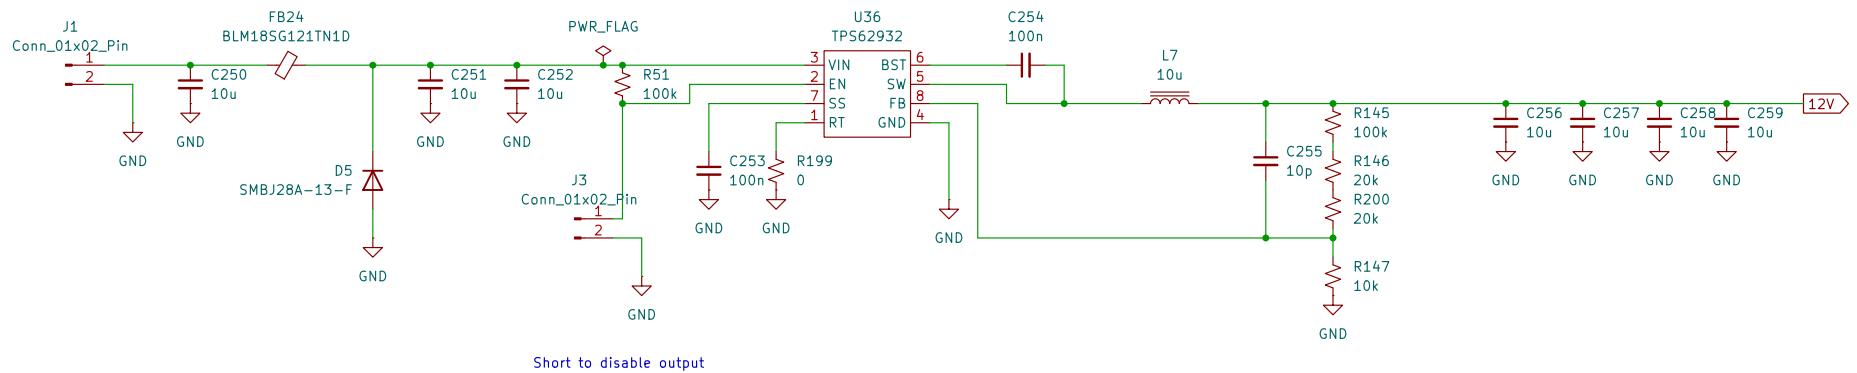 J1
Conn_01x02_Pin
1
2
GND
C250
10u
GND
FB24
BLM18SG121TN1D
D5
SMBJ28A-13-F
GND
C251
10u
GND
C252
10u
GND
PWR_FLAG
R51
100k
J3
Conn_01x02_Pin
1
2
GND
Short to disable output
U36
TPS62932
3 VIN BST 6
2 EN SW 5
7 SS FB 8
1 RT GND 4
C253
100n
GND
R199
0
GND
GND
C254
100n
L7
10u
C255
10p
R145
100k
R146
20k
R200
20k
R147
10k
GND
C256
10u
GND
C257
10u
GND
C258
10u
GND
C259
10u
GND
12V